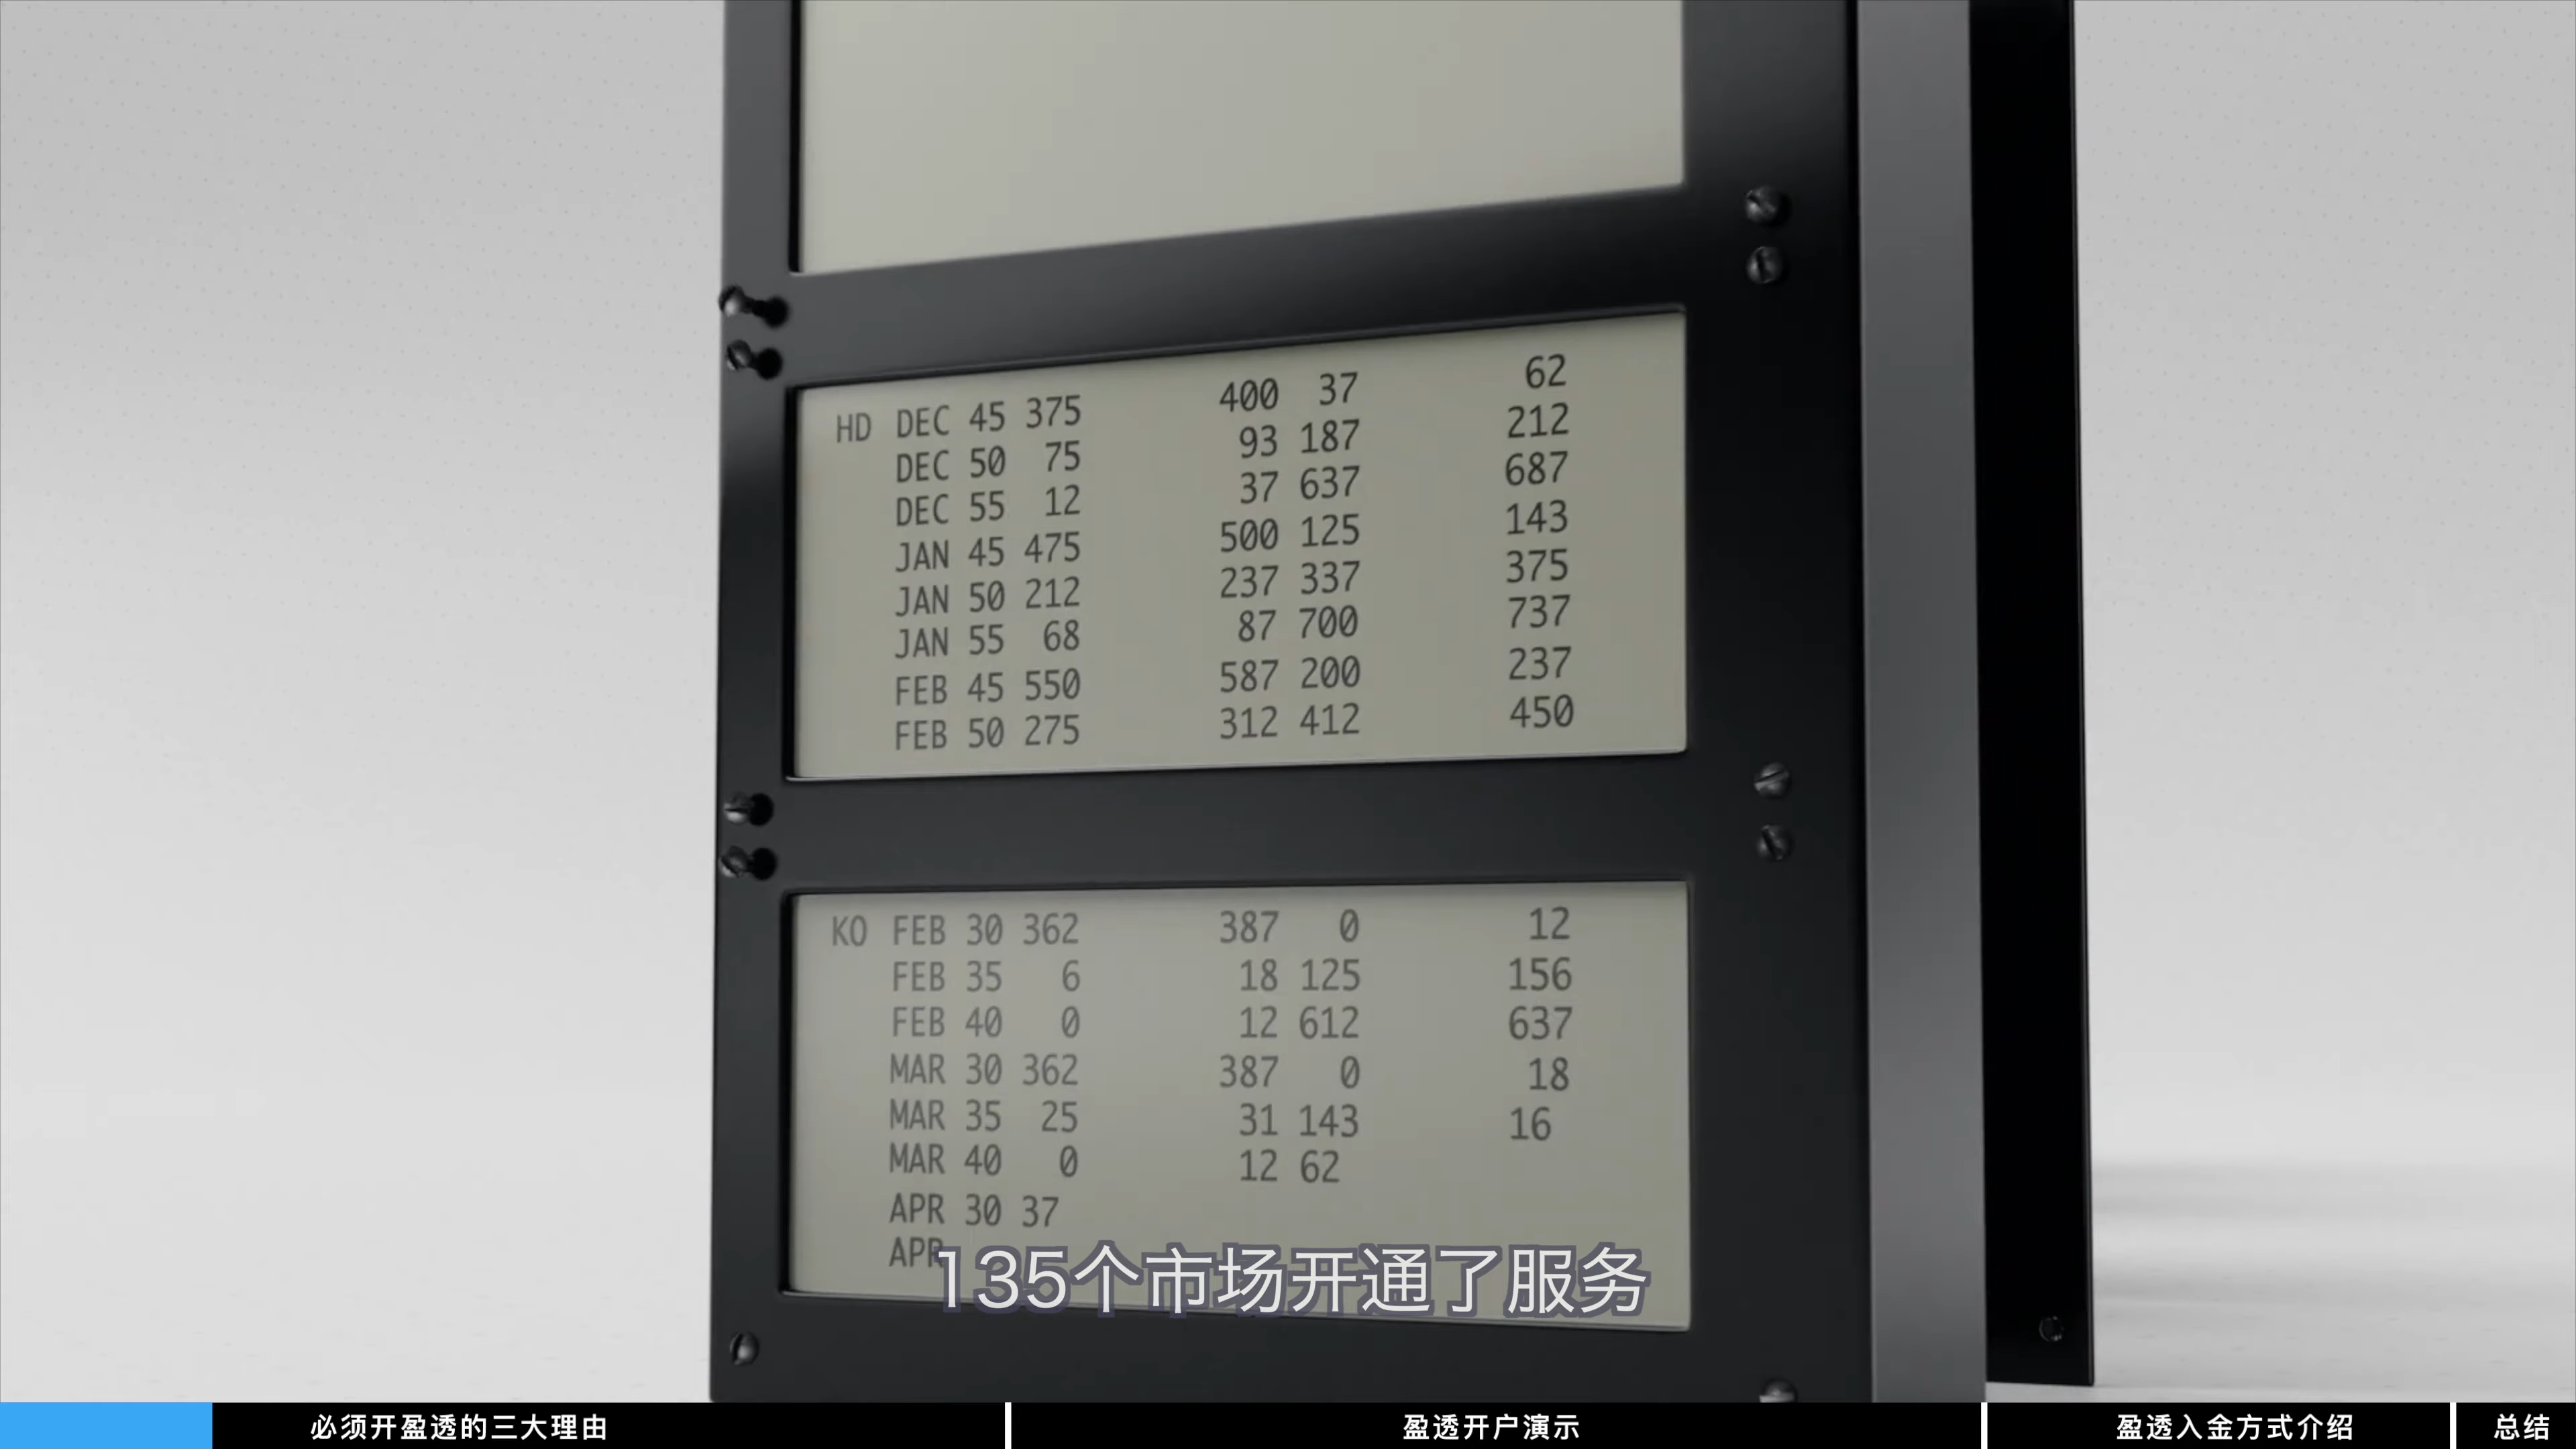 HD DEC 45 375 400 37 62
DEC 50 75 93 187 212
DEC 55 12 37 637 687
JAN 45 475 500 125 143
JAN 50 212 237 337 375
JAN 55 68 87 700 737
FEB 45 550 587 200 237
FEB 50 275 312 412 450
KO FEB 30 362 387 0 12
FEB 35 6 18 125 156
FEB 40 0 12 612 637
MAR 30 362 387 0 18
MAR 35 25 31 143 16
MAR 40 0 12 62
APR 30 37
APR
135个市场开通了服务
必须开盈透的三大理由
盈透开户演示
盈透入金方式介绍
总结